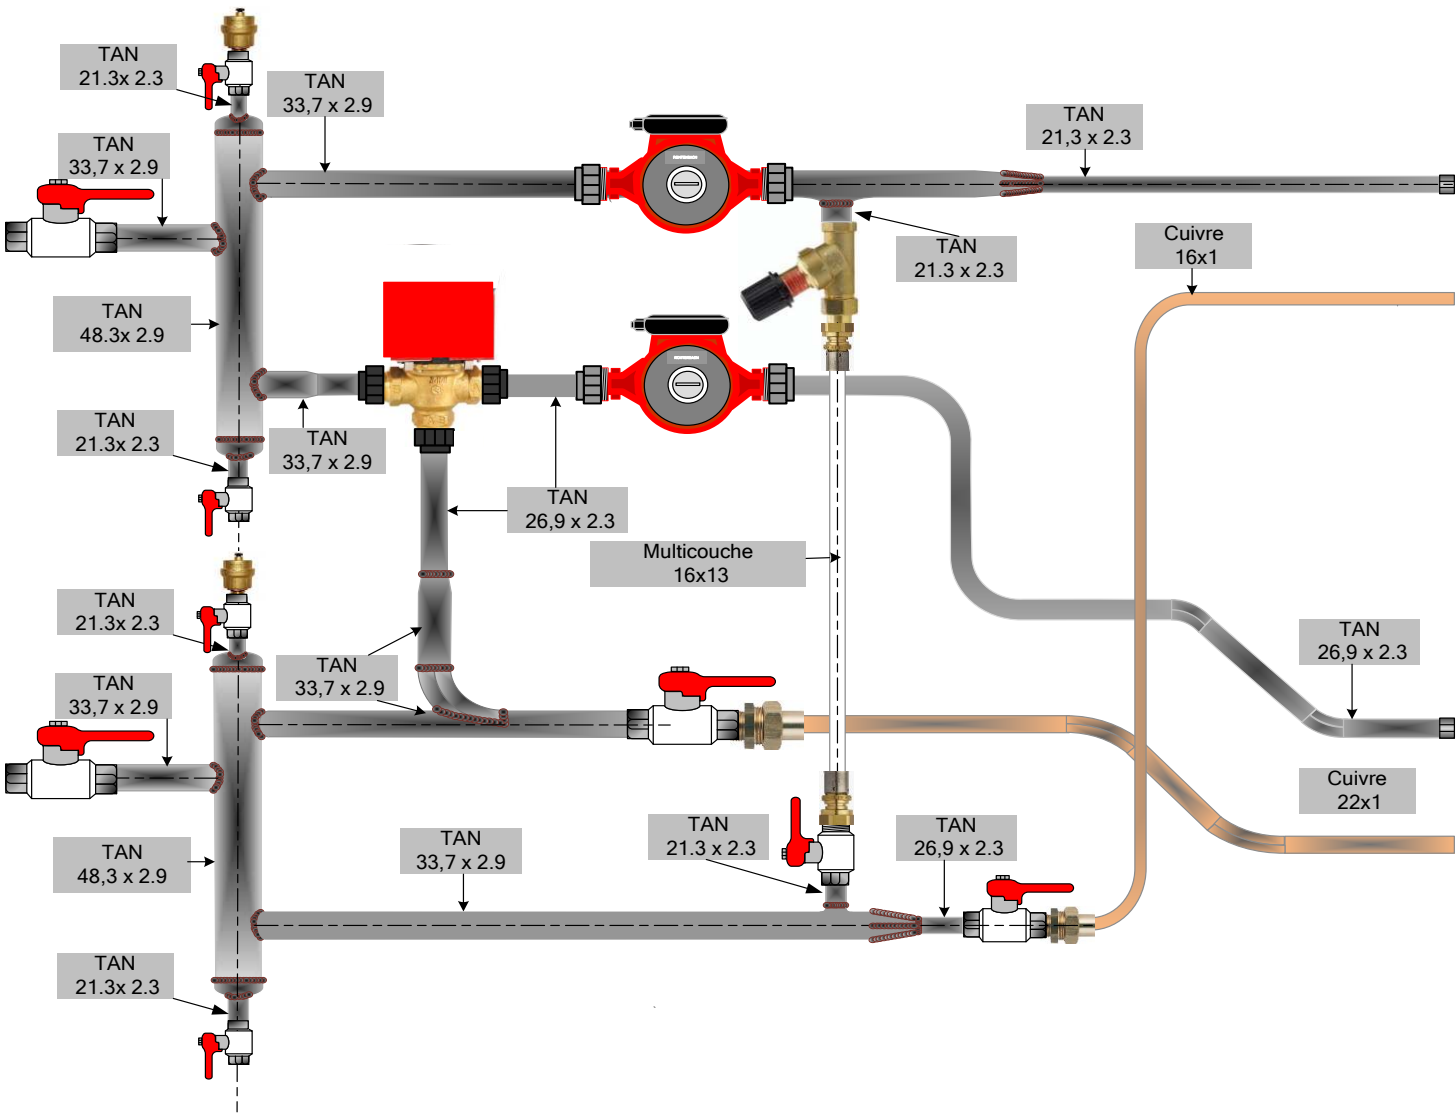 TAN
21.3x 2.3
TAN
33,7 x 2.9
TAN
21,3 x 2.3
TAN
33,7 x 2.9
TAN
21.3 x 2.3
Cuivre
16x1
TAN
48.3x 2.9
TAN
21.3x 2.3
TAN
33,7 x 2.9
TAN
26,9 x 2.3
Multicouche
16x13
TAN
21.3x 2.3
TAN
26,9 x 2.3
TAN
33,7 x 2.9
TAN
33,7 x 2.9
Cuivre
22x1
TAN
21.3 x 2.3
TAN
26,9 x 2.3
TAN
33,7 x 2.9
TAN
48,3 x 2.9
TAN
21.3x 2.3